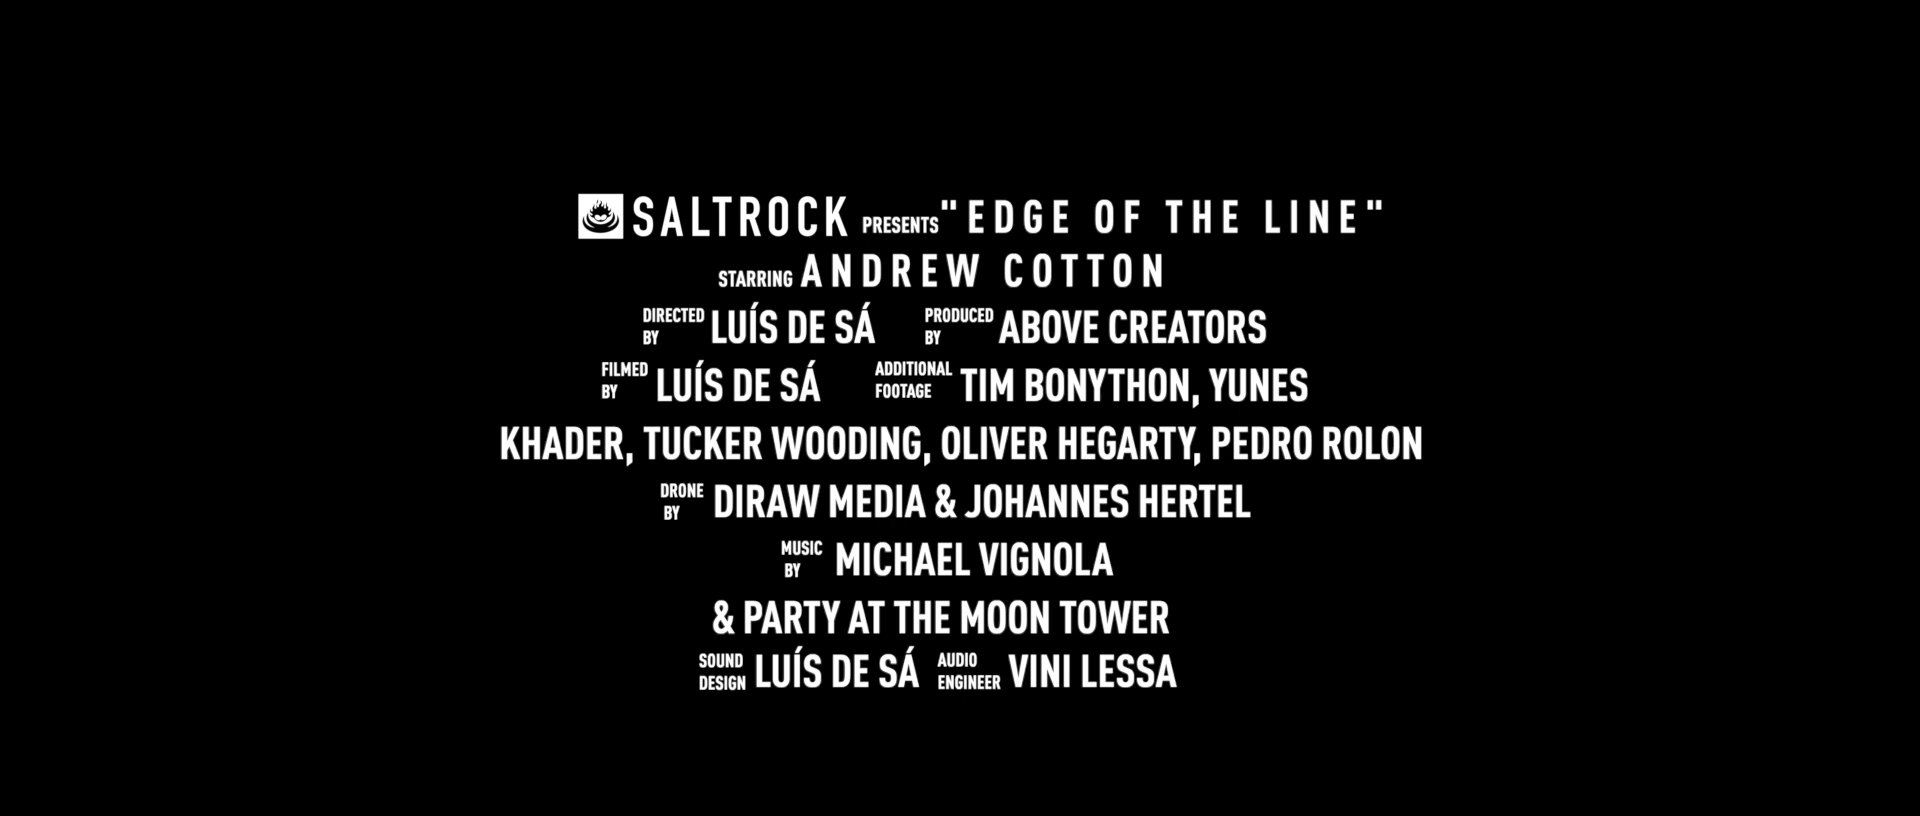 SALTROCK PRESENTS "EDGE OF THE LINE"
STARRING ANDREW COTTON
DIRECTED BY LUÍS DE SÁ PRODUCED BY ABOVE CREATORS
FILMED BY LUÍS DE SÁ ADDITIONAL FOOTAGE TIM BONYTHON, YUNES
KHADER, TUCKER WOODING, OLIVER HEGARTY, PEDRO ROLON
DRONE BY DIRAW MEDIA & JOHANNES HERTEL
MUSIC BY MICHAEL VIGNOLA
& PARTY AT THE MOON TOWER
SOUND DESIGN LUÍS DE SÁ AUDIO ENGINEER VINI LESSA